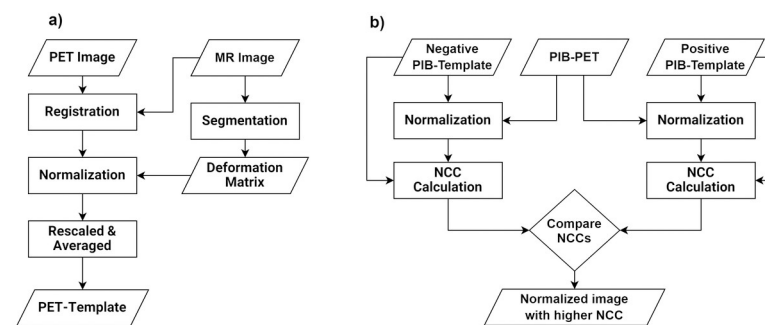 a)
PET Image
MR Image
Registration
Segmentation
Normalization
Deformation
Matrix
Rescaled &
Averaged
PET-Template
b)
Negative
PIB-Template
PIB-PET
Positive
PIB-Template
Normalization
Normalization
NCC
Calculation
NCC
Calculation
Compare
NCCs
Normalized image
with higher NCC